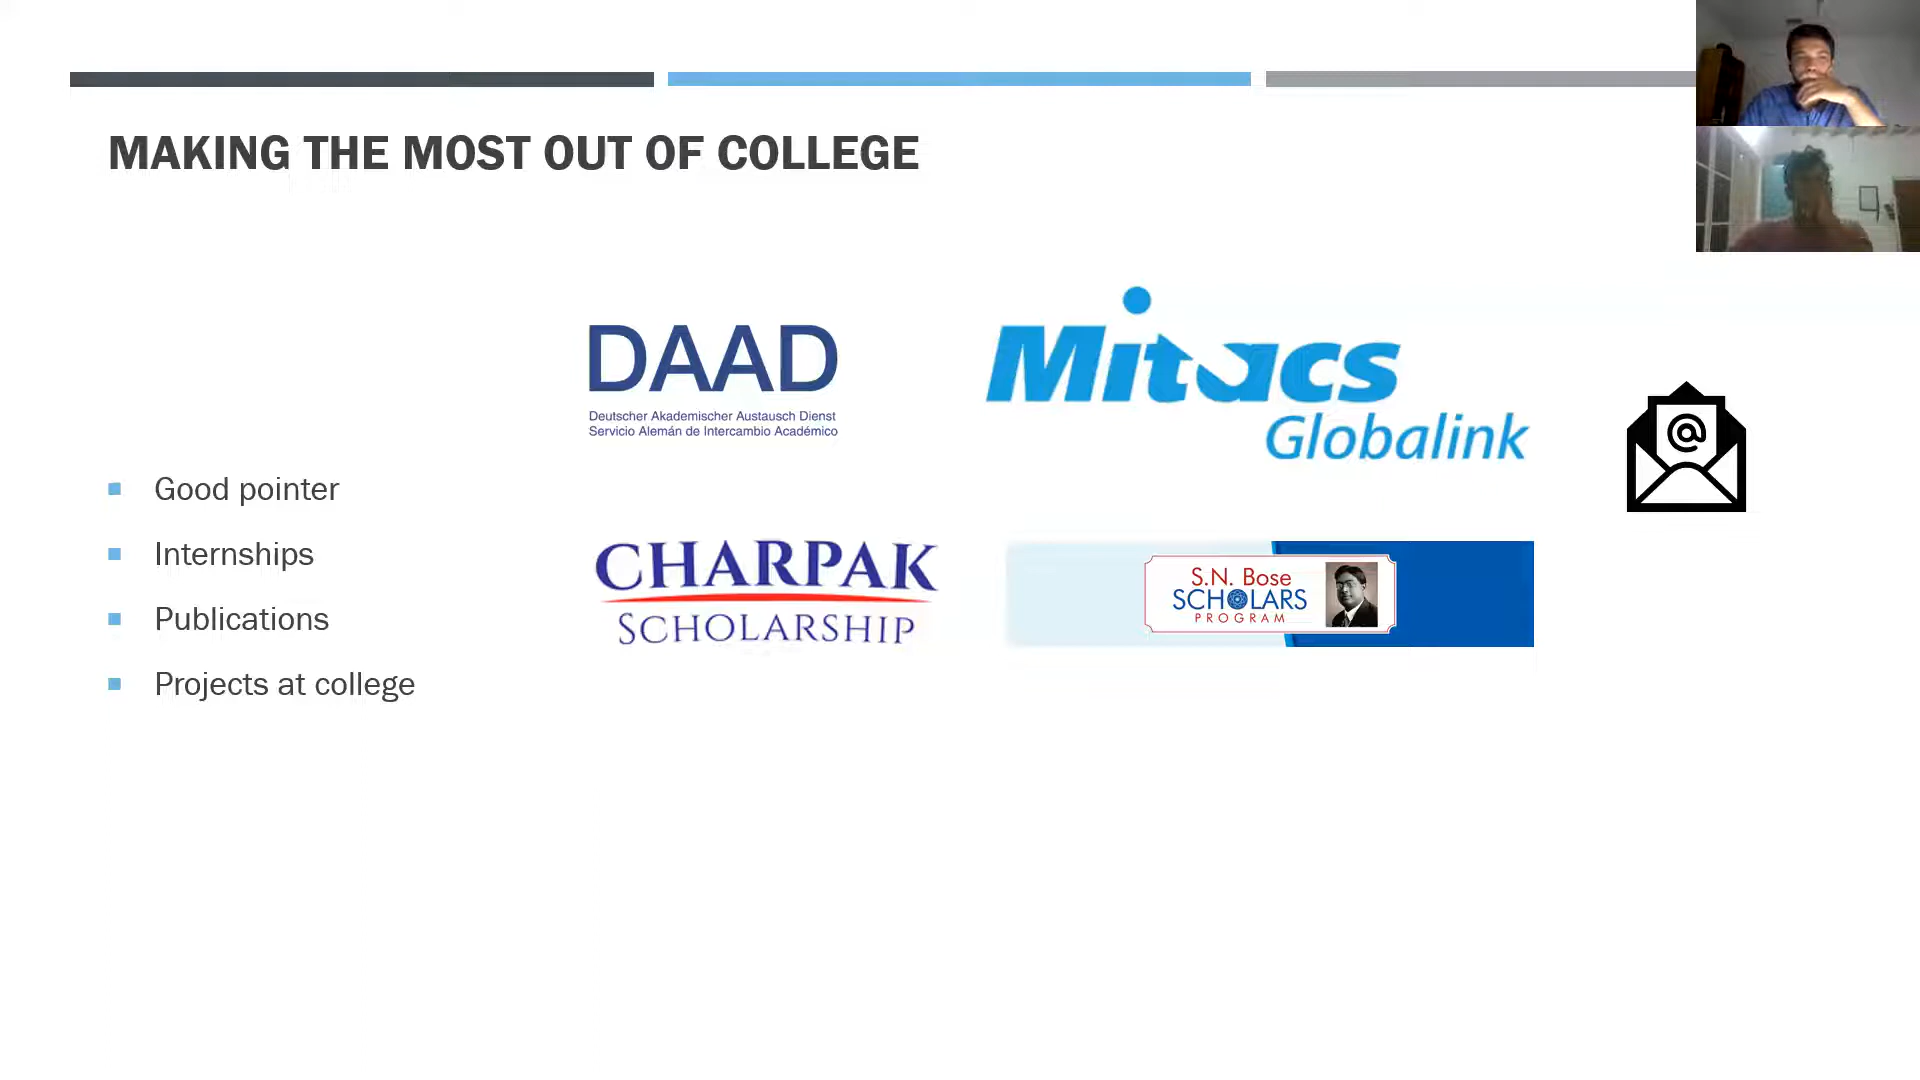 MAKING THE MOST OUT OF COLLEGE
DAAD
Deutscher Akademischer Austausch Dienst
Servicio Alemán de Intercambio Académico
Mitacs
Globalink
@
Good pointer
Internships
Publications
Projects at college
CHARPAK
SCHOLARSHIP
S.N. Bose
SCHOLARS
PROGRAM